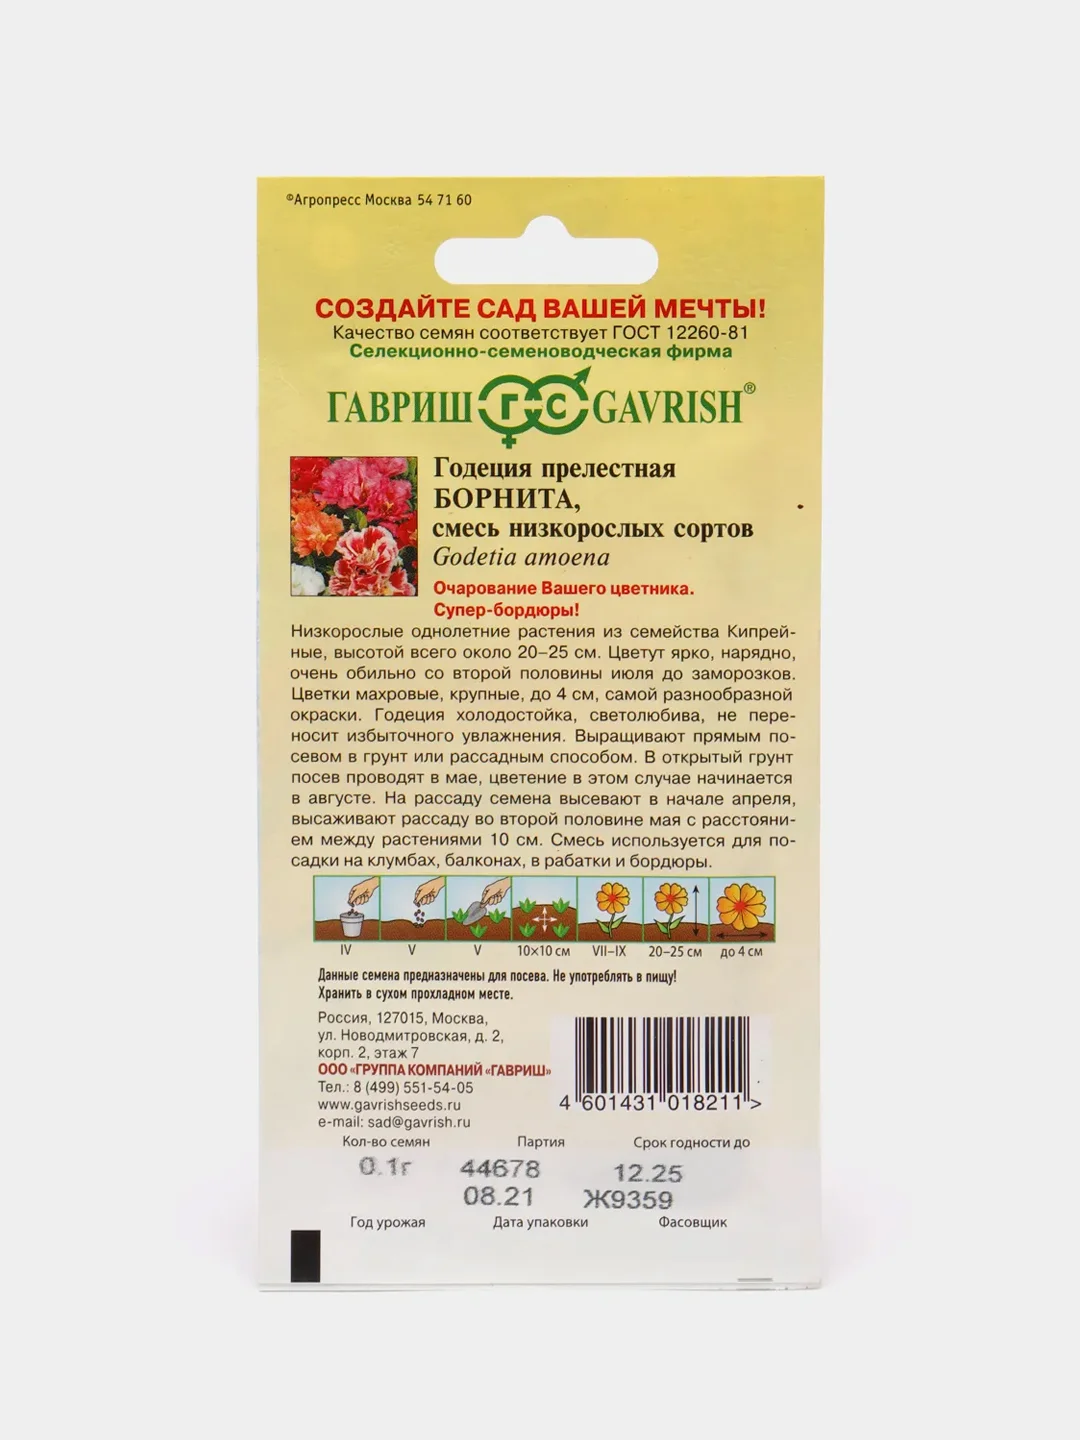 ©Агропресс Москва 54 71 60
СОЗДАЙТЕ САД ВАШЕЙ МЕЧТЫ!
Качество семян соответствует ГОСТ 12260-81
Селекционно-семеноводческая фирма
ГАВРИШ Г С GAVRISH®
Годеция прелестная
БОРНИТА,
смесь низкорослых сортов
Godetia amoena
Очарование Вашего цветника.
Супер-бордюры!
Низкорослые однолетние растения из семейства Кипрей-
ные, высотой всего около 20–25 см. Цветут ярко, нарядно,
очень обильно со второй половины июля до заморозков.
Цветки махровые, крупные, до 4 см, самой разнообразной
окраски. Годеция холодостойка, светолюбива, не пере-
носит избыточного увлажнения. Выращивают прямым по-
севом в грунт или рассадным способом. В открытый грунт
посев проводят в мае, цветение в этом случае начинается
в августе. На рассаду семена высевают в начале апреля,
высаживают рассаду во второй половине мая с расстояни-
ем между растениями 10 см. Смесь используется для по-
садки на клумбах, балконах, в рабатки и бордюры.
IV V V 10×10 см VII–IX 20–25 см до 4 см
Данные семена предназначены для посева. Не употреблять в пищу!
Хранить в сухом прохладном месте.
Россия, 127015, Москва,
ул. Новодмитровская, д. 2,
корп. 2, этаж 7
ООО «ГРУППА КОМПАНИЙ «ГАВРИШ»
Тел.: 8 (499) 551-54-05
www.gavrishseeds.ru
e-mail: sad@gavrish.ru
4 601431 018211 >
Кол-во семян Партия Срок годности до
0.1г 44678 12.25
08.21 Ж9359
Год урожая Дата упаковки Фасовщик